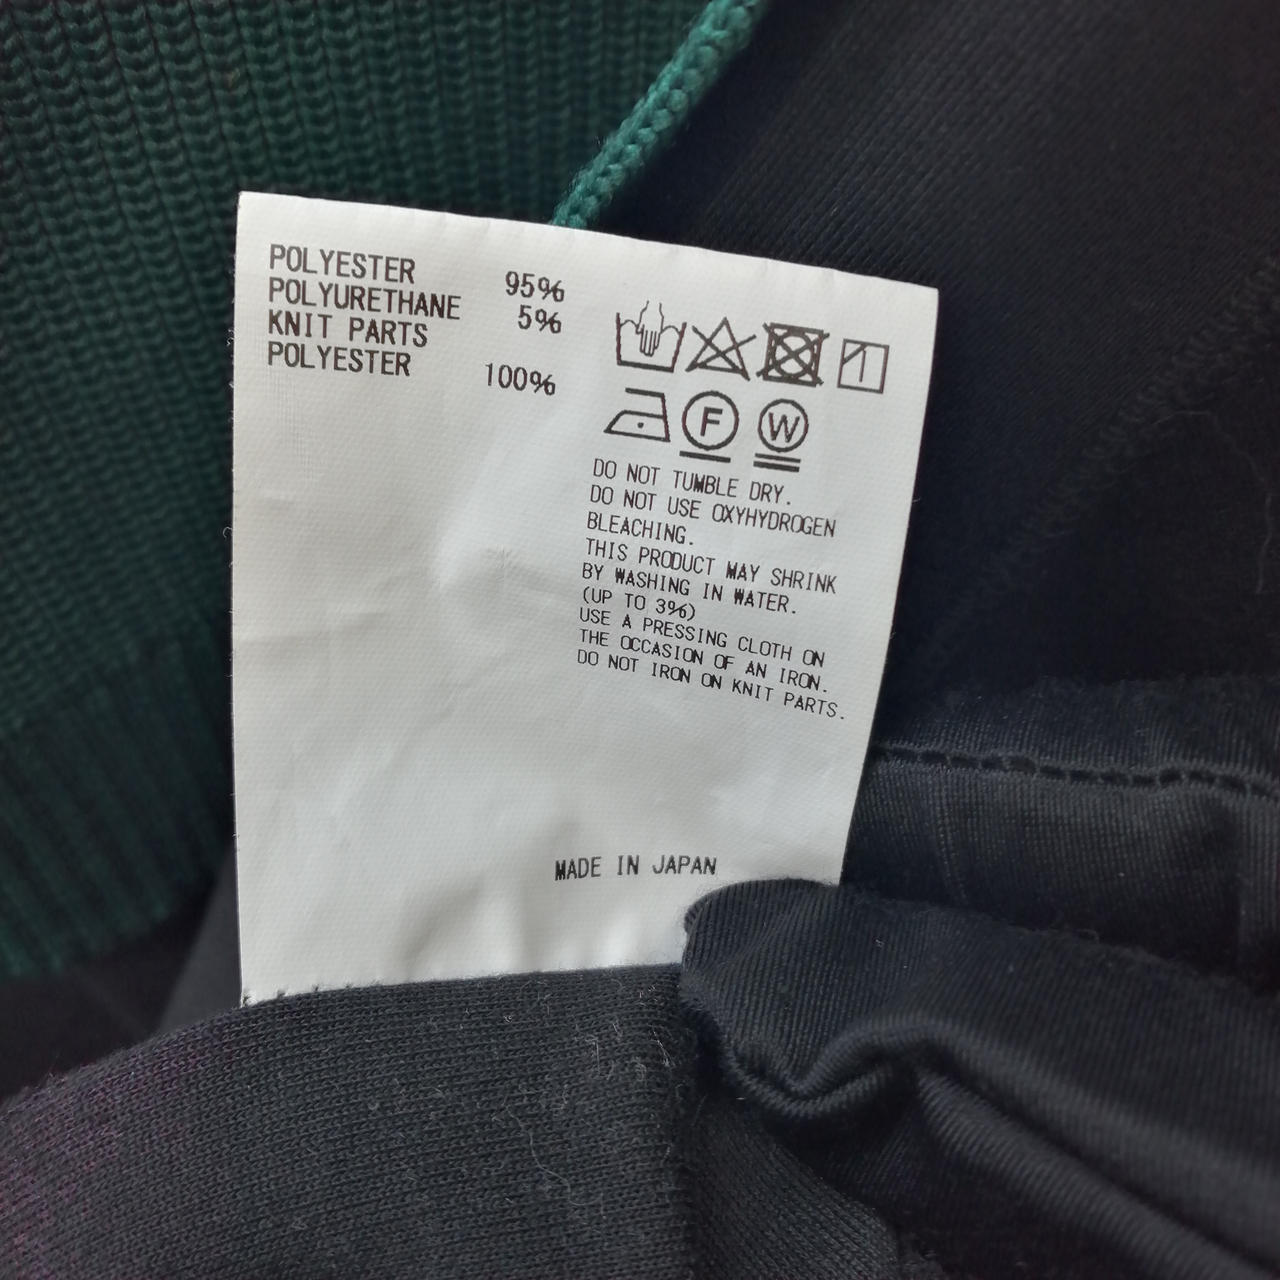 POLYESTER 95%
POLYURETHANE 5%
KNIT PARTS
POLYESTER 100%
F W
DO NOT TUMBLE DRY.
DO NOT USE OXYHYDROGEN
BLEACHING.
THIS PRODUCT MAY SHRINK
BY WASHING IN WATER.
(UP TO 3%)
USE A PRESSING CLOTH ON
THE OCCASION OF AN IRON.
DO NOT IRON ON KNIT PARTS.
MADE IN JAPAN